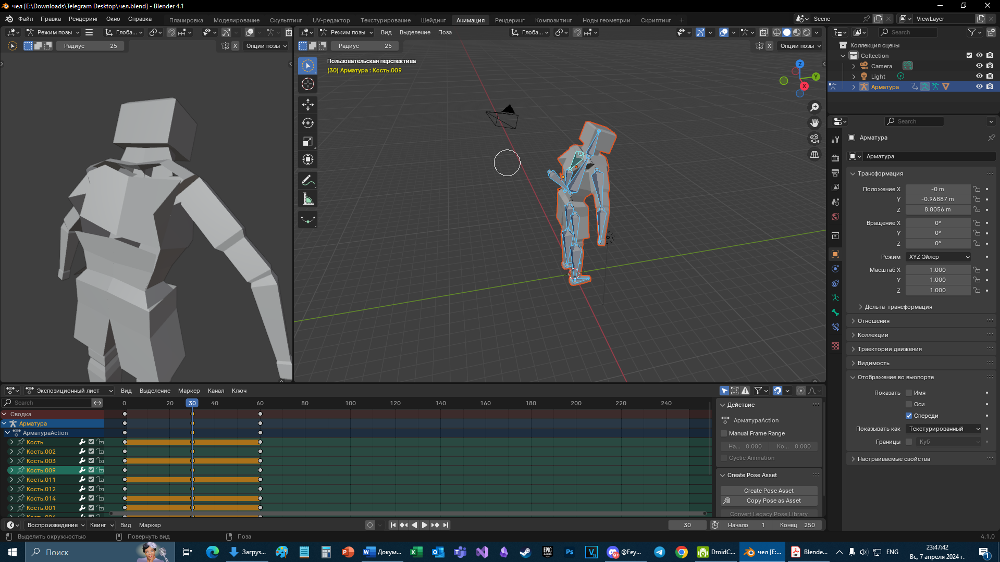 чел [E:\Downloads\Telegram Desktop\чел.blend] - Blender 4.1
Файл Правка Рендеринг Окно Справка
Планировка Моделирование Скульптинг UV-редактор Текстурирование Шейдинг Анимация Рендеринг Композитинг Ноды геометрии Скриптинг +
Scene
ViewLayer
Режим позы
Глоба...
Режим позы Вид Выделение Поза
Глоба...
Search
Радиус 25
X
Опции позы
Радиус 25
X
Опции позы
Пользовательская перспектива
(30) Арматура : Кость.009
Z
Y
X
Коллекция сцены
Collection
Camera
Light
Арматура
Search
Арматура
Арматура
Трансформация
Положение X -0 m
Y -0.96887 m
Z 8.8056 m
Вращение X 0°
Y 0°
Z 0°
Режим XYZ Эйлер
Масштаб X 1.000
Y 1.000
Z 1.000
Дельта-трансформация
Отношения
Коллекции
Траектории движения
Видимость
Отображение во вьюпорте
Показать Имя
Оси
Спереди
Показывать как Текстурированный
Границы Куб
Настраиваемые свойства
Экспозиционный лист Вид Выделение Маркер Канал Ключ
Search
0 20 30 40 60 80 100 120 140 160 180 200 220 240
Сводка
Арматура
АрматураAction
Кость
Кость.002
Кость.003
Кость.009
Кость.011
Кость.012
Кость.014
Кость.001
Действие
АрматураAction
Manual Frame Range
На... 0.000 Ко... 0.000
Cyclic Animation
Create Pose Asset
Create Pose Asset
Copy Pose as Asset
Convert Legacy Pose Library
Воспроизведение Кеинг Вид Маркер
30
Начало 1
Конец 250
Выделить окружностью
Повернуть вид
Поза
4.1.0
Поиск
Загруз...
Докум...
EPIC GAMES
Ps
@Feу...
DroidC...
чел [E:...
Blende...
ENG
23:47:42
Вс, 7 апреля 2024 г.
1